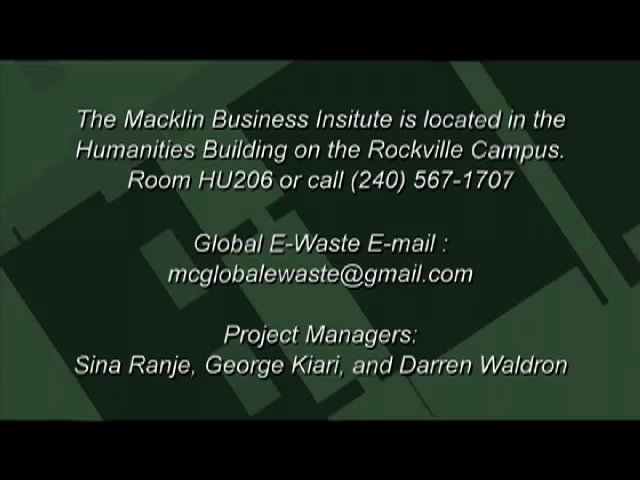 The Macklin Business Insitute is located in the
Humanities Building on the Rockville Campus.
Room HU206 or call (240) 567-1707
Global E-Waste E-mail :
mcglobalewaste@gmail.com
Project Managers:
Sina Ranje, George Kiari, and Darren Waldron